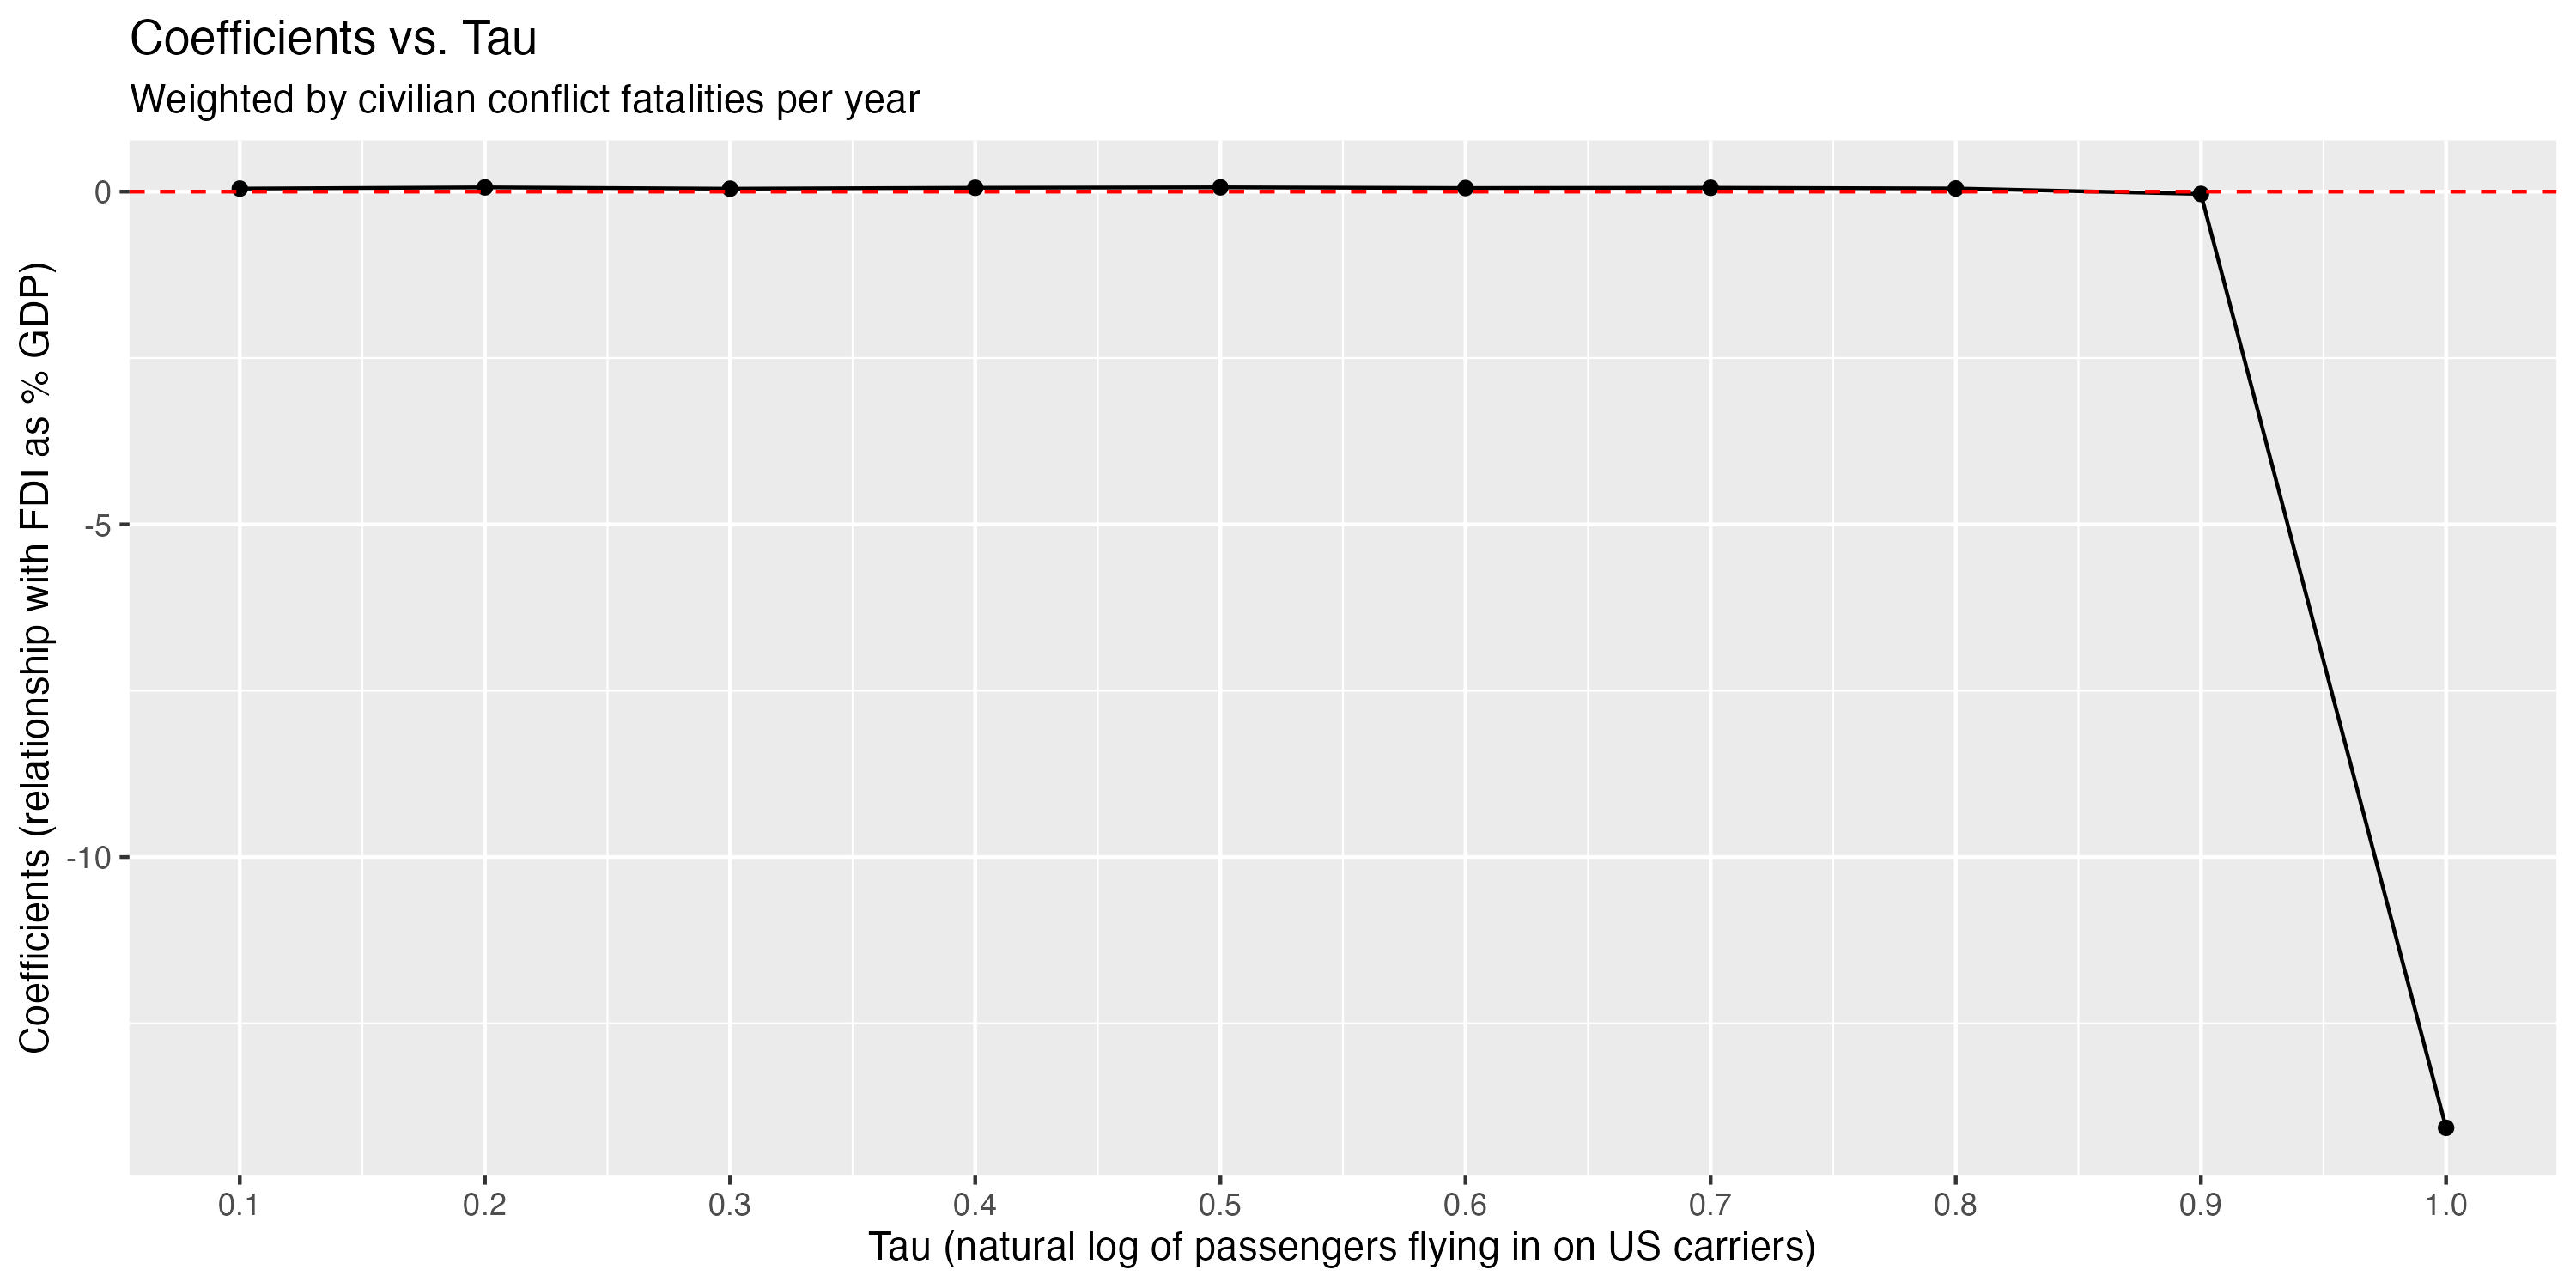 Coefficients vs. Tau
Weighted by civilian conflict fatalities per year
Coefficients (relationship with FDI as % GDP)
0
-5
-10
0.1 0.2 0.3 0.4 0.5 0.6 0.7 0.8 0.9 1.0
Tau (natural log of passengers flying in on US carriers)